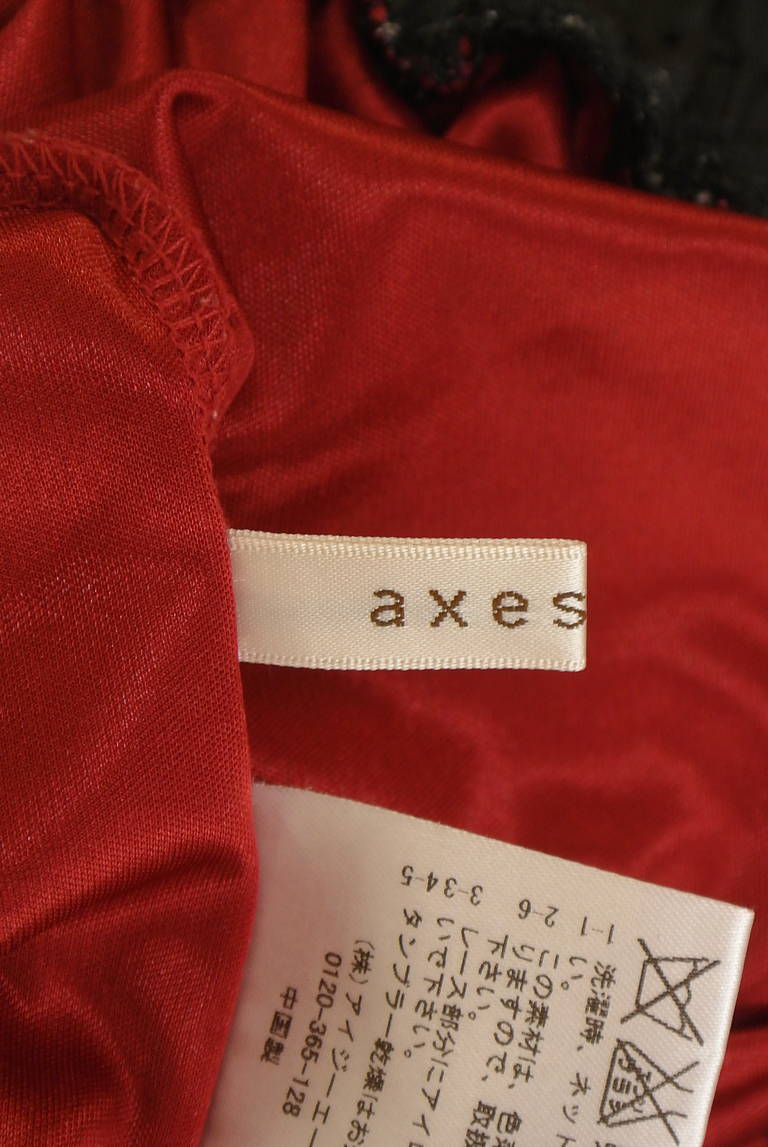 axes
1-1 洗濯時、ネット
い。
2-6 この素材は、色
りますので、取扱
下さい。
3-34-5 レース部分にアイロ
いで下さい。
タンブラー乾燥はお
(株)アイジーエー
0120-365-128
中国製